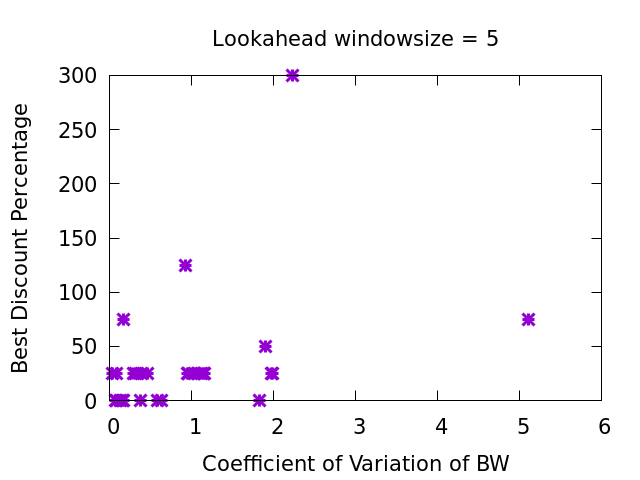 Lookahead windowsize = 5
300
250
200
150
100
50
0
Best Discount Percentage
0 1 2 3 4 5 6
Coefficient of Variation of BW